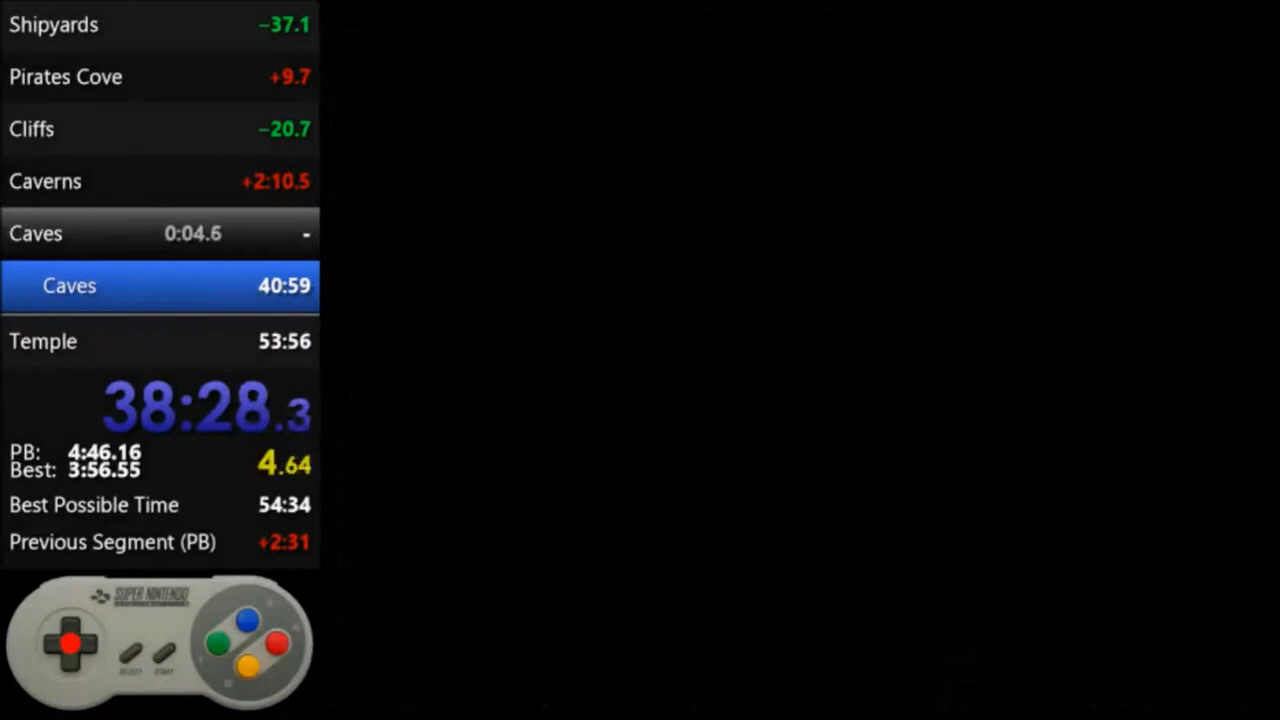 Shipyards −37.1
Pirates Cove +9.7
Cliffs −20.7
Caverns +2:10.5
Caves 0:04.6 -
Caves 40:59
Temple 53:56
38:28.3
PB: 4:46.16
Best: 3:56.55 4.64
Best Possible Time 54:34
Previous Segment (PB) +2:31
SUPER NINTENDO
SELECT START